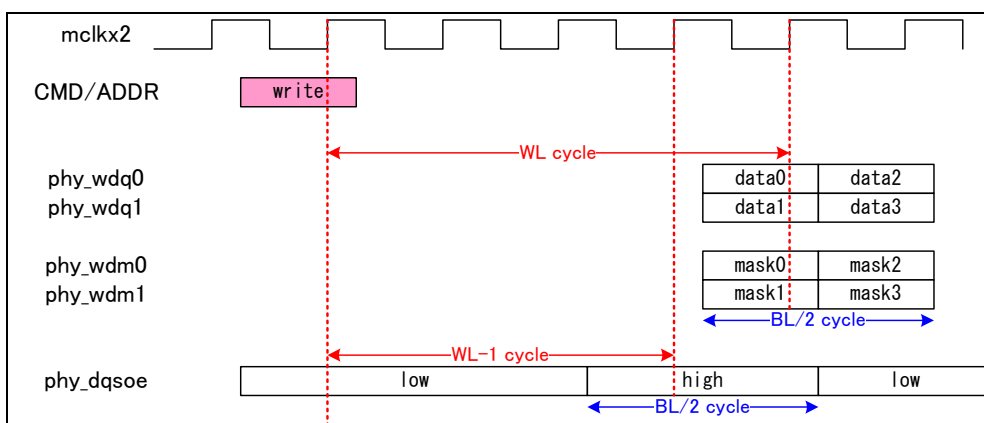 mclkx2
CMD/ADDR write
WL cycle
phy_wdq0 data0 data2
phy_wdq1 data1 data3
phy_wdm0 mask0 mask2
phy_wdm1 mask1 mask3
BL/2 cycle
WL-1 cycle
phy_dqsoe low high low
BL/2 cycle